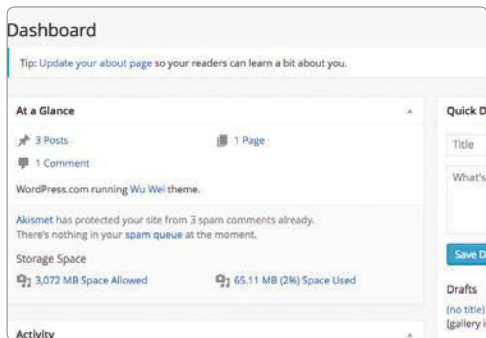 Dashboard
Tip: Update your about page so your readers can learn a bit about you.
At a Glance
3 Posts
1 Page
1 Comment
WordPress.com running Wu Wei theme.
Akismet has protected your site from 3 spam comments already.
There's nothing in your spam queue at the moment.
Storage Space
3,072 MB Space Allowed
65.11 MB (2%) Space Used
Activity
Quick D
Title
What's
Save D
Drafts
(no title)
[gallery i